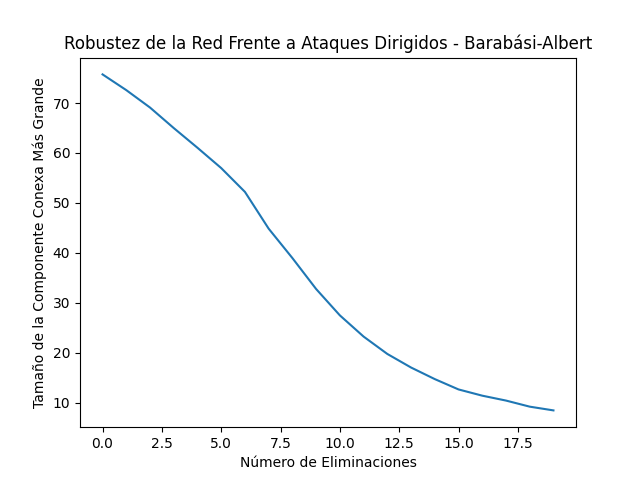 Robustez de la Red Frente a Ataques Dirigidos - Barabási-Albert
Tamaño de la Componente Conexa Más Grande
70
60
50
40
30
20
10
0.0 2.5 5.0 7.5 10.0 12.5 15.0 17.5
Número de Eliminaciones